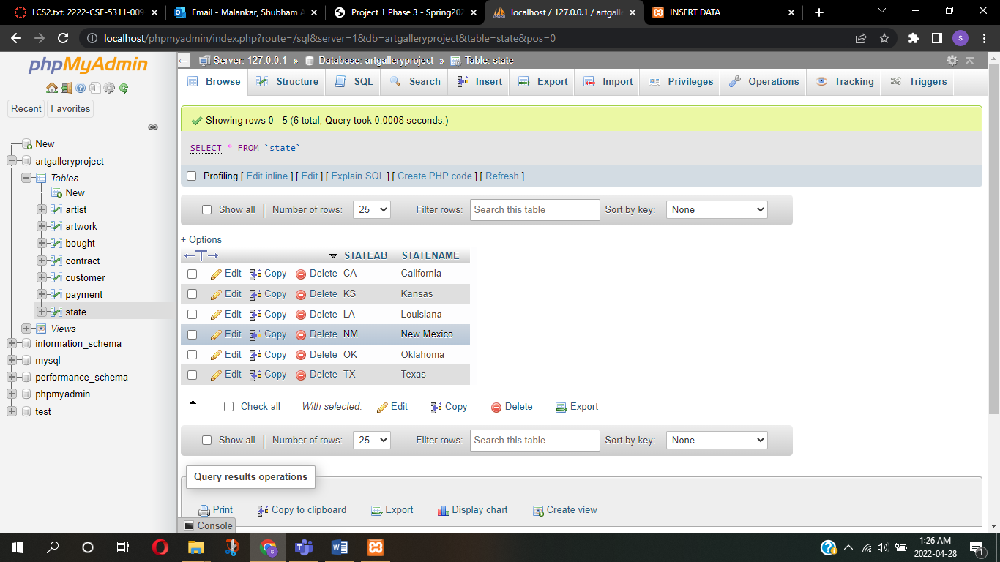 LCS2.txt: 2222-CSE-5311-009
Email - Malankar, Shubham A
Project 1 Phase 3 - Spring202
localhost / 127.0.0.1 / artgalle
INSERT DATA
localhost/phpmyadmin/index.php?route=/sql&server=1&db=artgalleryproject&table=state&pos=0
S
phpMyAdmin
Recent
Favorites
New
artgalleryproject
Tables
New
artist
artwork
bought
contract
customer
payment
state
Views
information_schema
mysql
performance_schema
phpmyadmin
test
Server: 127.0.0.1 » Database: artgalleryproject » Table: state
Browse Structure SQL Search Insert Export Import Privileges Operations Tracking Triggers
Showing rows 0 - 5 (6 total, Query took 0.0008 seconds.)
SELECT * FROM `state`
Profiling [ Edit inline ] [ Edit ] [ Explain SQL ] [ Create PHP code ] [ Refresh ]
Show all | Number of rows: 25 Filter rows: Search this table Sort by key: None
+ Options
←T→ STATEAB STATENAME
Edit Copy Delete CA California
Edit Copy Delete KS Kansas
Edit Copy Delete LA Louisiana
Edit Copy Delete NM New Mexico
Edit Copy Delete OK Oklahoma
Edit Copy Delete TX Texas
Check all With selected: Edit Copy Delete Export
Show all | Number of rows: 25 Filter rows: Search this table Sort by key: None
Query results operations
Print Copy to clipboard Export Display chart Create view
Console
1:26 AM
2022-04-28
1